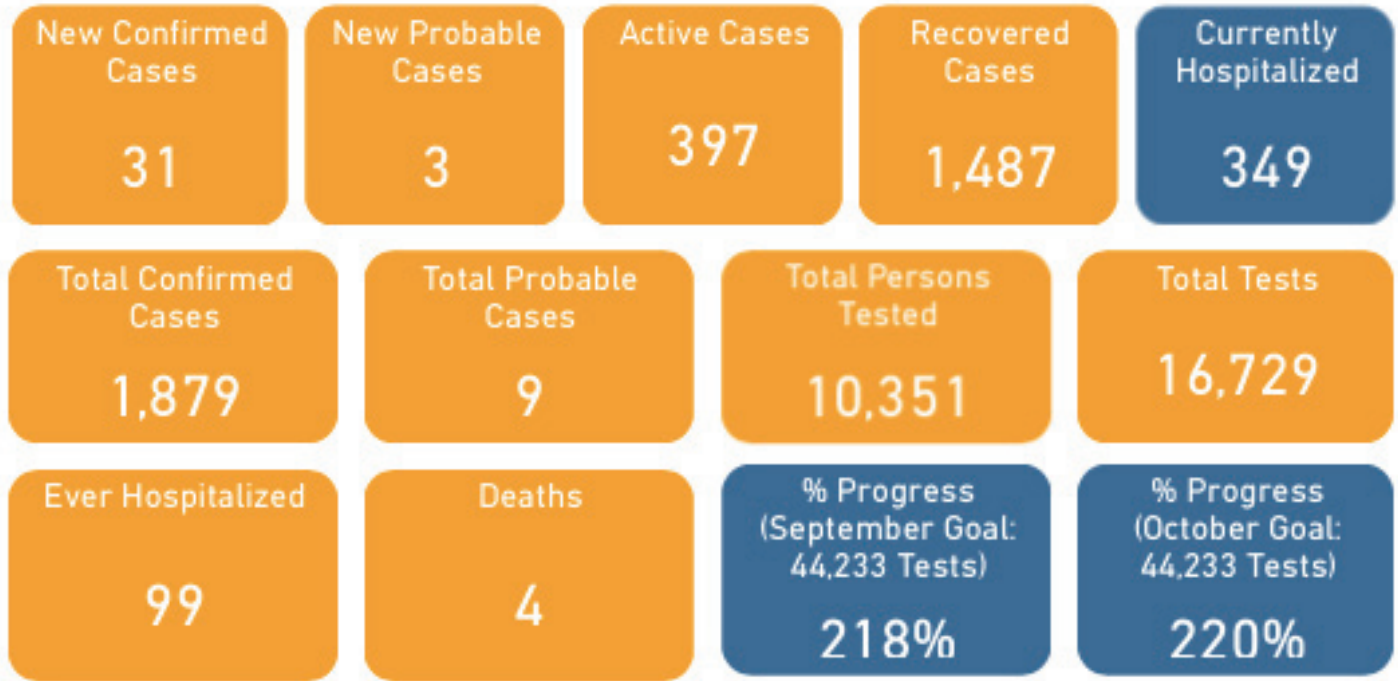 New Confirmed
Cases
31
New Probable
Cases
3
Active Cases
397
Recovered
Cases
1,487
Currently
Hospitalized
349
Total Confirmed
Cases
1,879
Total Probable
Cases
9
Total Persons
Tested
10,351
Total Tests
16,729
Ever Hospitalized
99
Deaths
4
% Progress
(September Goal:
44,233 Tests)
218%
% Progress
(October Goal:
44,233 Tests)
220%